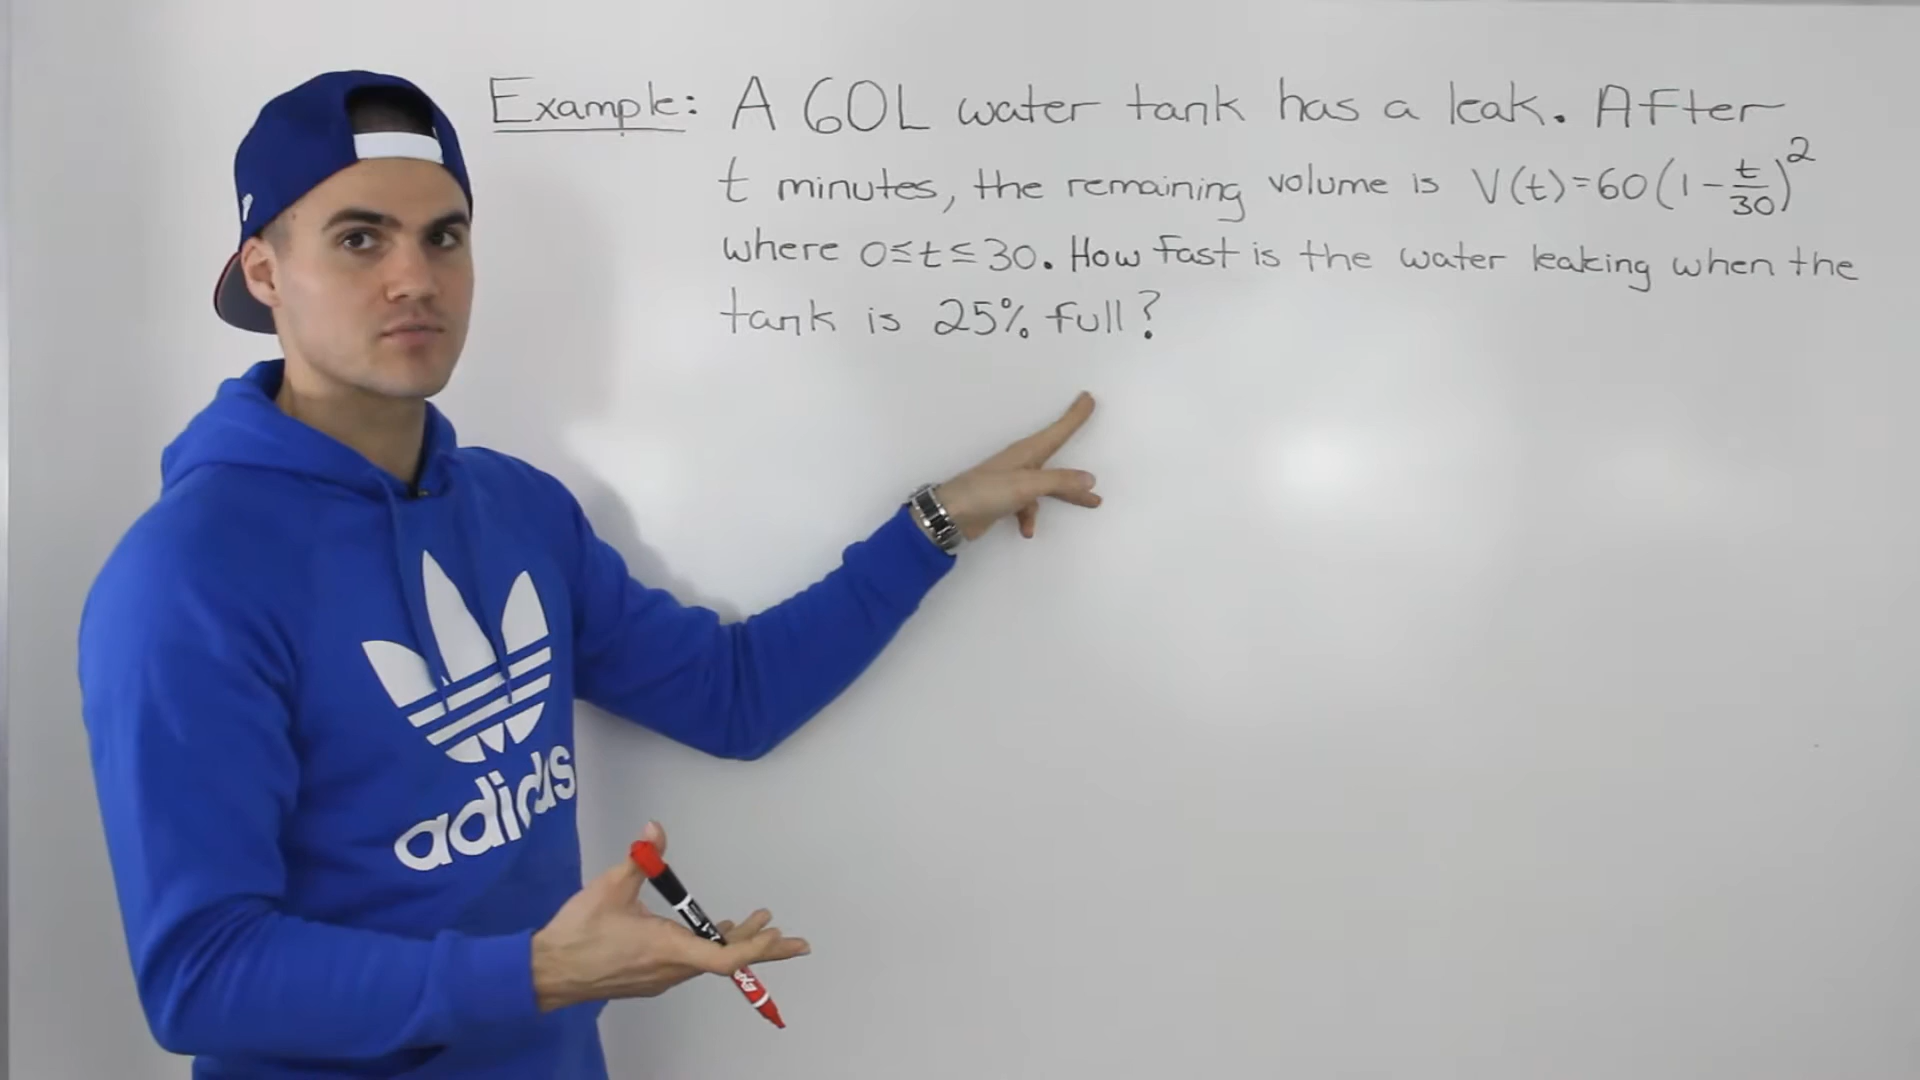 Example: A 60L water tank has a leak. After
t minutes, the remaining volume is V(t)=60(1-t/30)²
where 0≤t≤30. How fast is the water leaking when the
tank is 25% full?
adidas